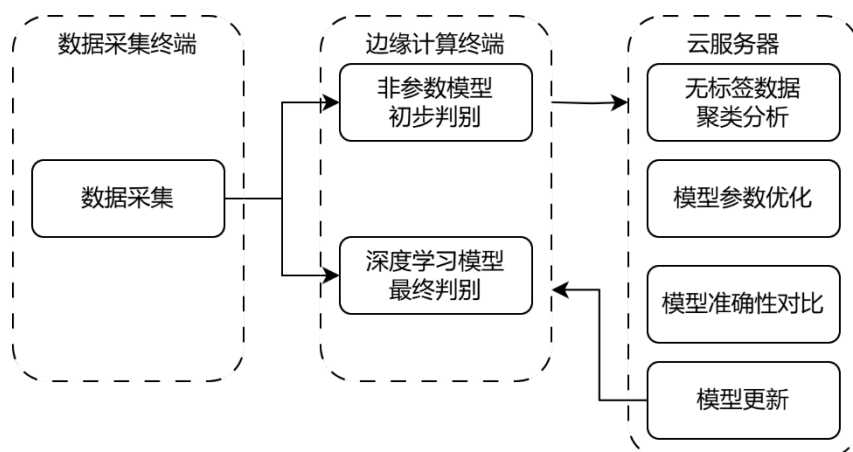 数据采集终端
数据采集
边缘计算终端
非参数模型
初步判别
深度学习模型
最终判别
云服务器
无标签数据
聚类分析
模型参数优化
模型准确性对比
模型更新